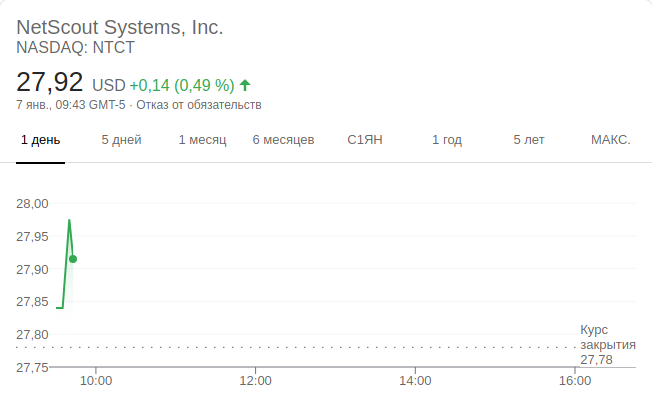 NetScout Systems, Inc.
NASDAQ: NTCT
27,92 USD +0,14 (0,49 %)
7 янв., 09:43 GMT-5 · Отказ от обязательств
1 день 5 дней 1 месяц 6 месяцев С1ЯН 1 год 5 лет МАКС.
28,00
27,95
27,90
27,85
27,80
Курс
закрытия
27,78
27,75
10:00 12:00 14:00 16:00